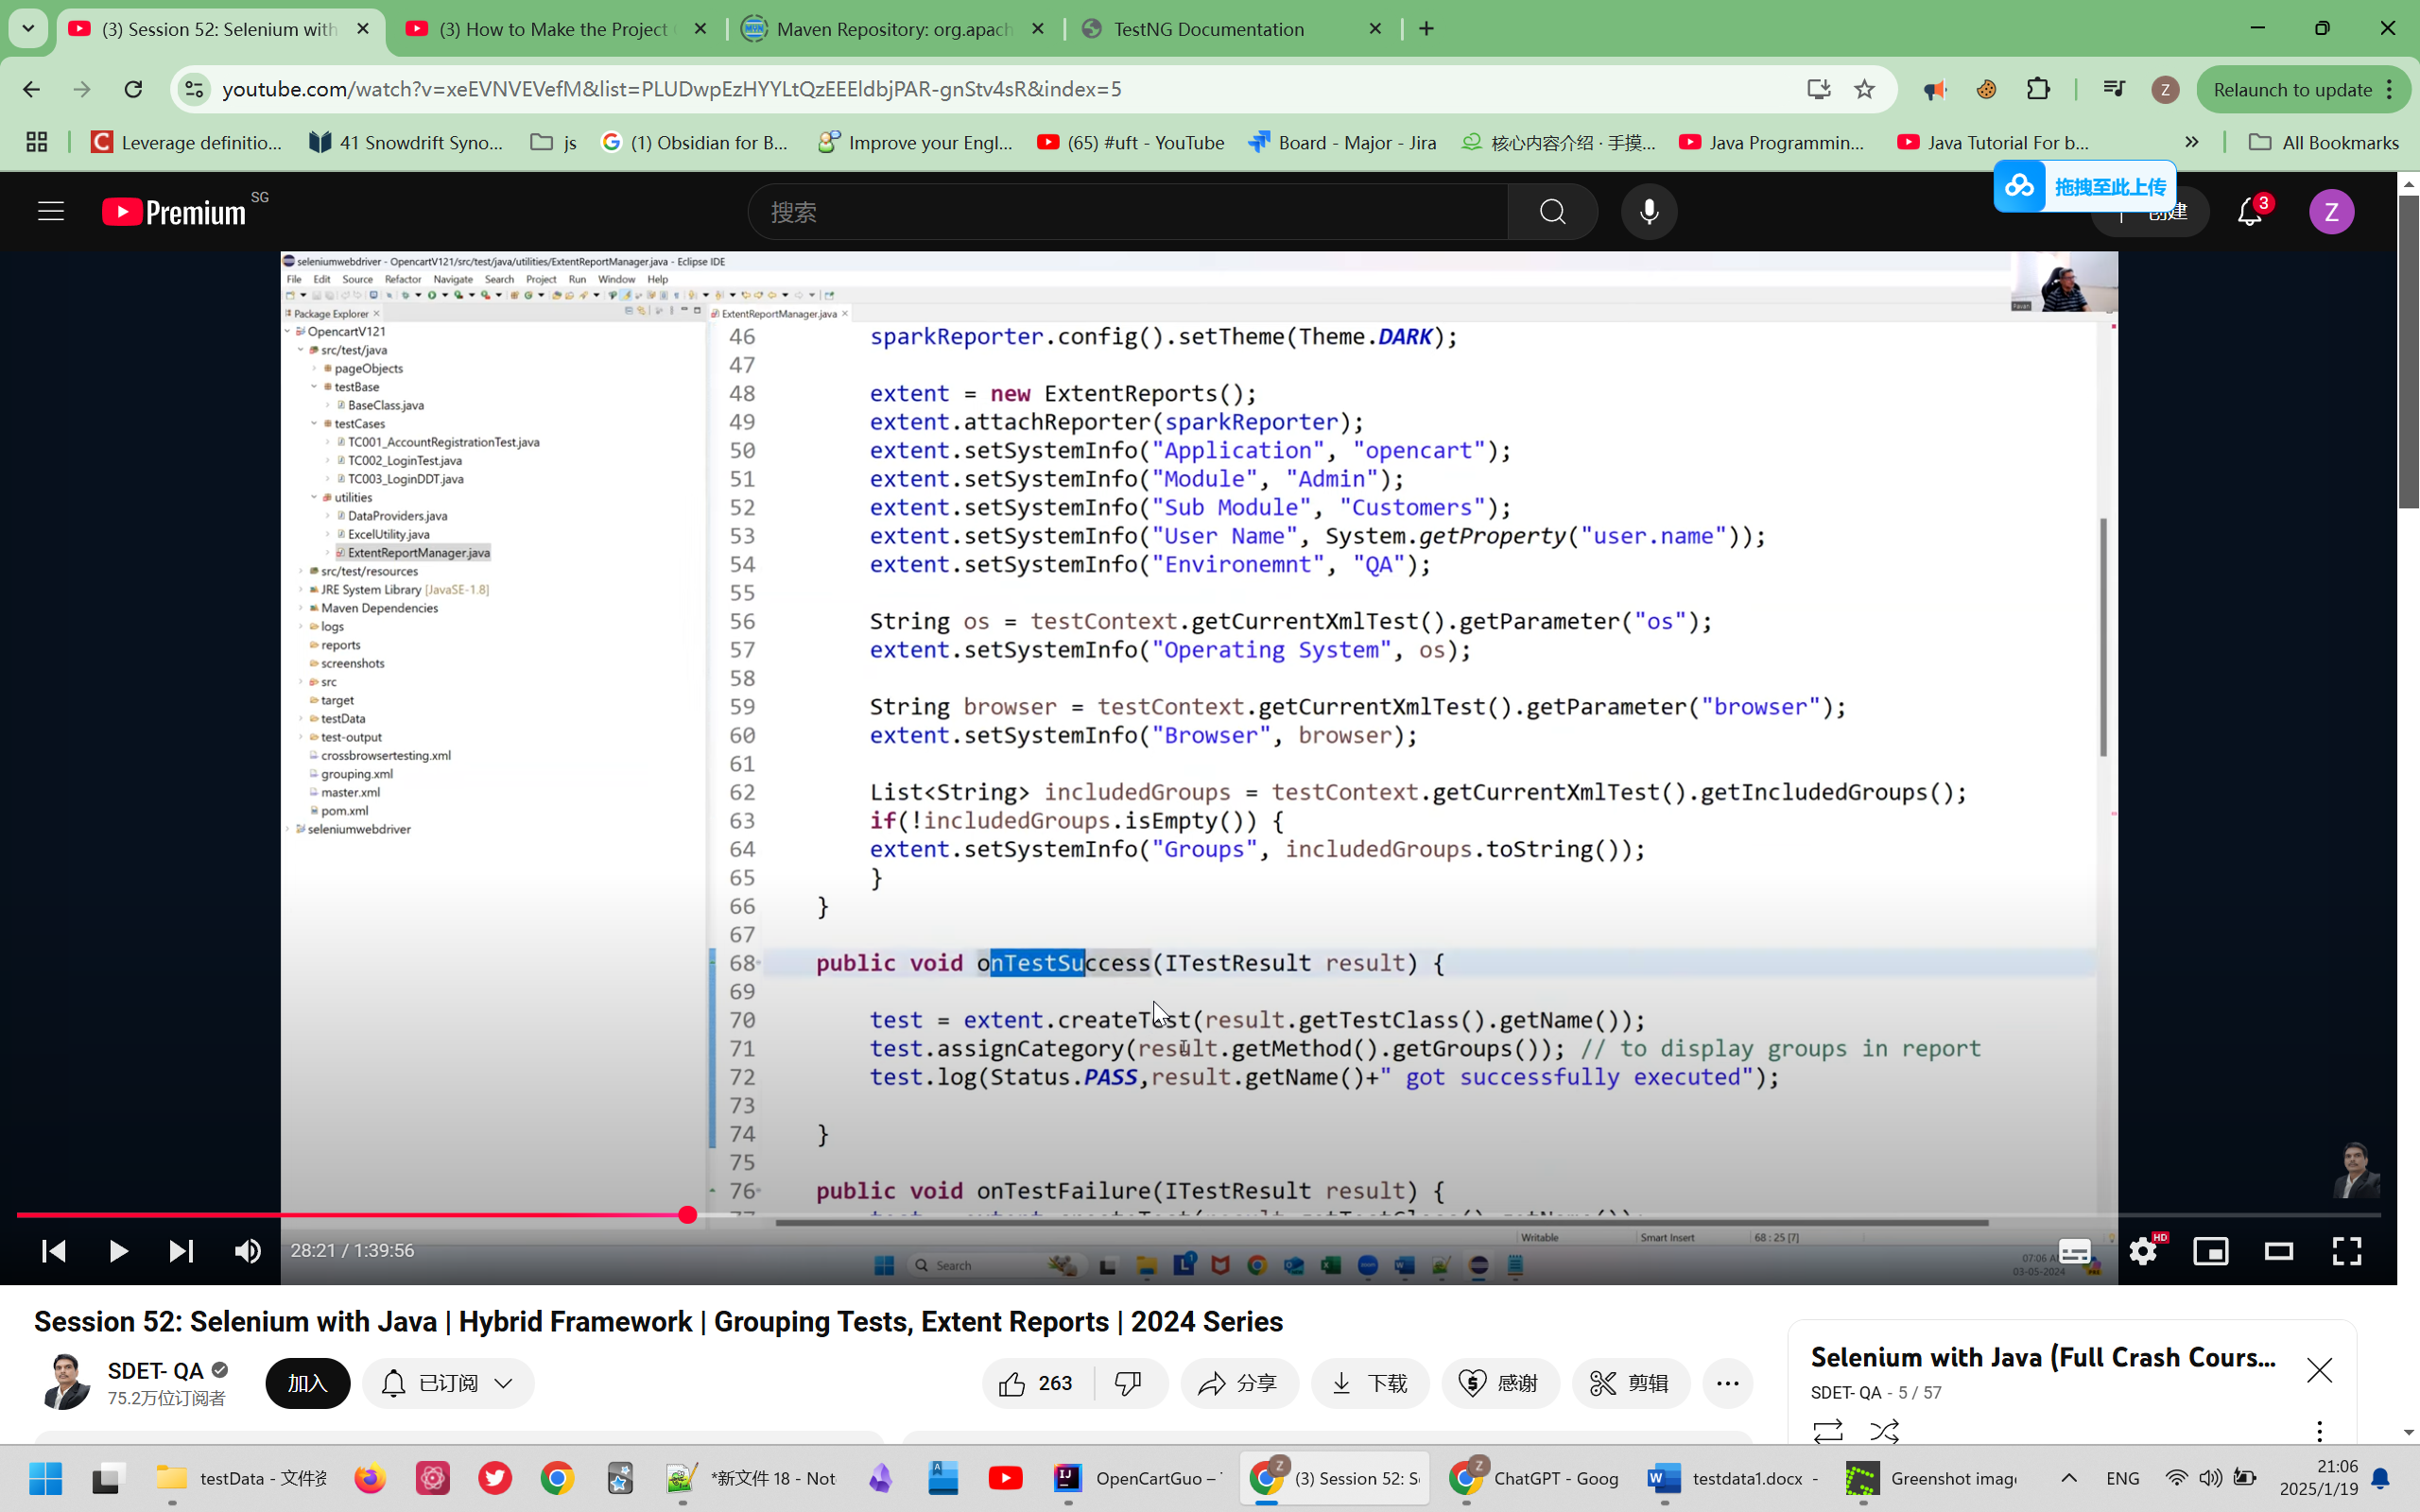 (3) Session 52: Selenium with
(3) How to Make the Project
Maven Repository: org.apach
TestNG Documentation
youtube.com/watch?v=xeEVNVEVefM&list=PLUDwpEzHYYLtQzEEEldbjPAR-gnStv4sR&index=5
Z
Relaunch to update
Leverage definitio...
41 Snowdrift Syno...
js
(1) Obsidian for B...
Improve your Engl...
(65) #uft - YouTube
Board - Major - Jira
核心内容介绍 · 手摸...
Java Programmin...
Java Tutorial For b...
All Bookmarks
拖拽至此上传
Premium SG
搜索
创建
3
Z
seleniumwebdriver - OpencartV121/src/test/java/utilities/ExtentReportManager.java - Eclipse IDE
File Edit Source Refactor Navigate Search Project Run Window Help
Package Explorer
ExtentReportManager.java
OpencartV121
src/test/java
pageObjects
testBase
BaseClass.java
testCases
TC001_AccountRegistrationTest.java
TC002_LoginTest.java
TC003_LoginDDT.java
utilities
DataProviders.java
ExcelUtility.java
ExtentReportManager.java
src/test/resources
JRE System Library [JavaSE-1.8]
Maven Dependencies
logs
reports
screenshots
src
target
testData
test-output
crossbrowsertesting.xml
grouping.xml
master.xml
pom.xml
seleniumwebdriver
46 sparkReporter.config().setTheme(Theme.DARK);
47
48 extent = new ExtentReports();
49 extent.attachReporter(sparkReporter);
50 extent.setSystemInfo("Application", "opencart");
51 extent.setSystemInfo("Module", "Admin");
52 extent.setSystemInfo("Sub Module", "Customers");
53 extent.setSystemInfo("User Name", System.getProperty("user.name"));
54 extent.setSystemInfo("Environemnt", "QA");
55
56 String os = testContext.getCurrentXmlTest().getParameter("os");
57 extent.setSystemInfo("Operating System", os);
58
59 String browser = testContext.getCurrentXmlTest().getParameter("browser");
60 extent.setSystemInfo("Browser", browser);
61
62 List<String> includedGroups = testContext.getCurrentXmlTest().getIncludedGroups();
63 if(!includedGroups.isEmpty()) {
64 extent.setSystemInfo("Groups", includedGroups.toString());
65 }
66 }
67
68 public void onTestSuccess(ITestResult result) {
69
70 test = extent.createTest(result.getTestClass().getName());
71 test.assignCategory(result.getMethod().getGroups()); // to display groups in report
72 test.log(Status.PASS,result.getName()+" got successfully executed");
73
74 }
75
76 public void onTestFailure(ITestResult result) {
Writable Smart Insert 68 : 25 [7]
28:21 / 1:39:56
Search
07:06
03-05-2024
HD
Session 52: Selenium with Java | Hybrid Framework | Grouping Tests, Extent Reports | 2024 Series
SDET- QA
75.2万位订阅者
加入
已订阅
263
分享
下载
感谢
剪辑
Selenium with Java (Full Crash Cours...
SDET- QA - 5 / 57
testData - 文件资
*新文件 18 - Not
OpenCartGuo –
(3) Session 52: S
ChatGPT - Goog
testdata1.docx -
Greenshot imag
ENG
21:06
2025/1/19